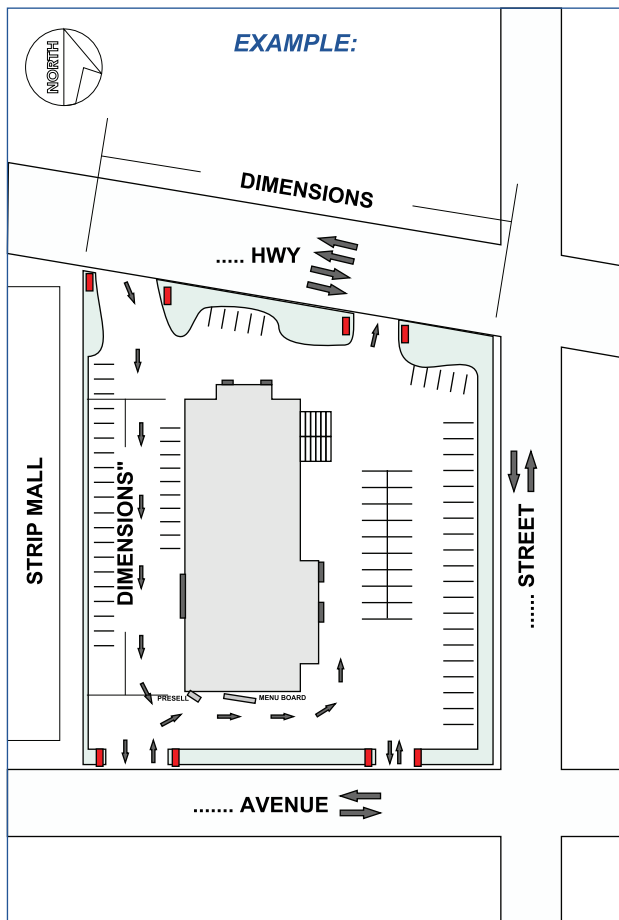 EXAMPLE:
NORTH
DIMENSIONS
..... HWY
STRIP MALL
DIMENSIONS"
....... STREET
PRESELL
MENU BOARD
....... AVENUE